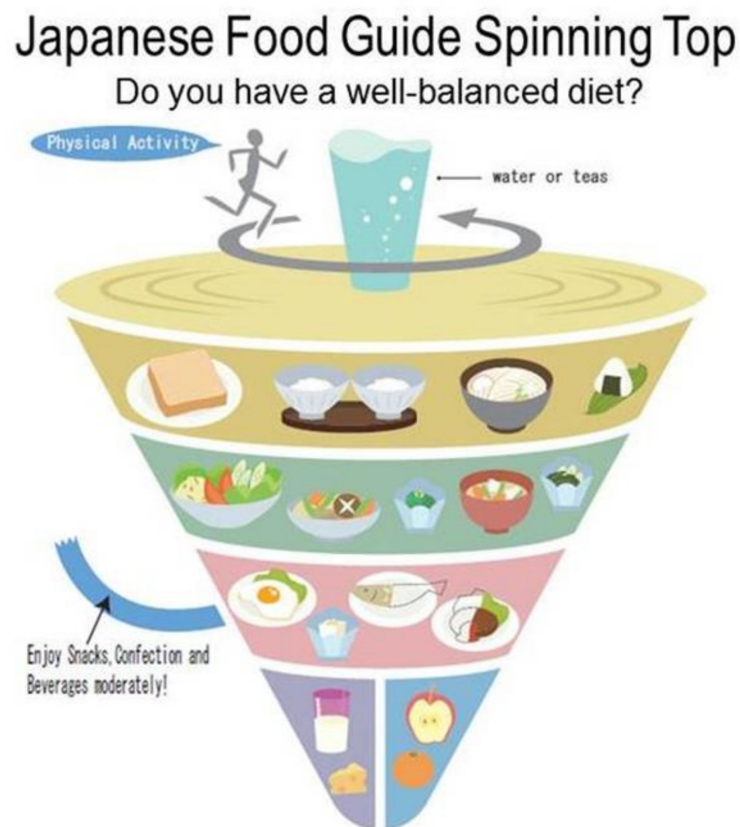 Japanese Food Guide Spinning Top
Do you have a well-balanced diet?
Physical Activity
water or teas
Enjoy Snacks, Confection and
Beverages moderately!